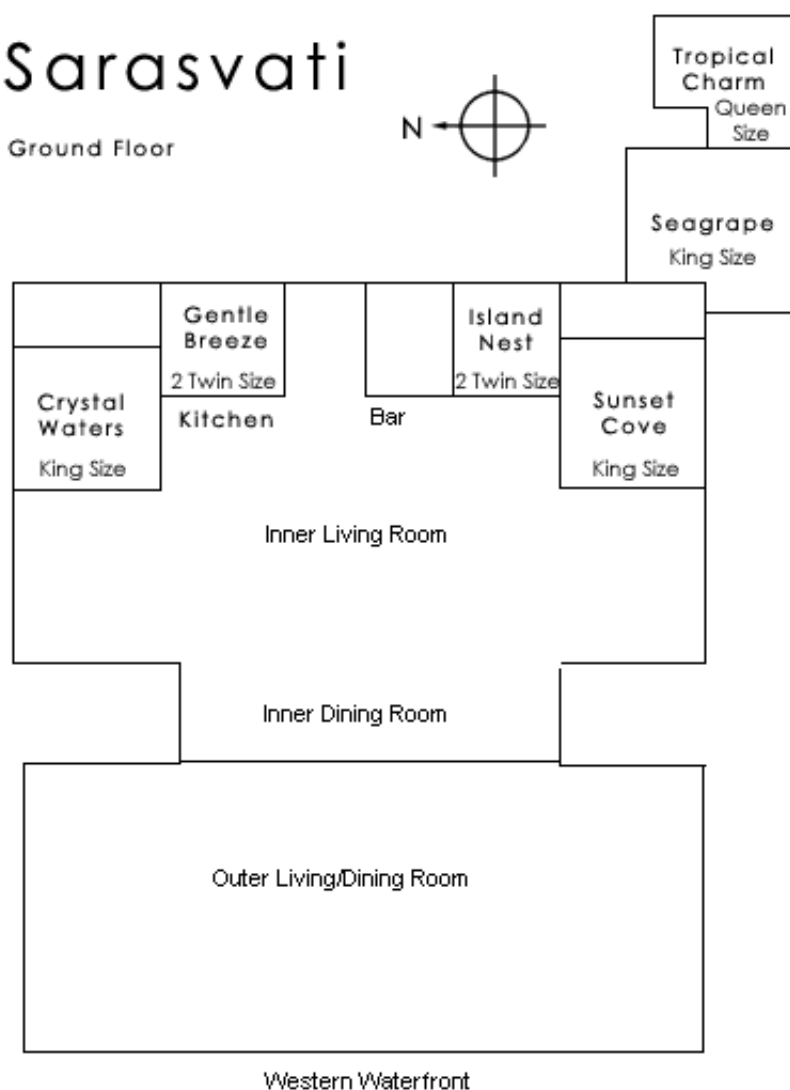 Sarasvati
Ground Floor
N
Tropical
Charm
Queen
Size
Seagrape
King Size
Gentle
Breeze
2 Twin Size
Kitchen
Island
Nest
2 Twin Size
Bar
Crystal
Waters
King Size
Sunset
Cove
King Size
Inner Living Room
Inner Dining Room
Outer Living/Dining Room
Western Waterfront